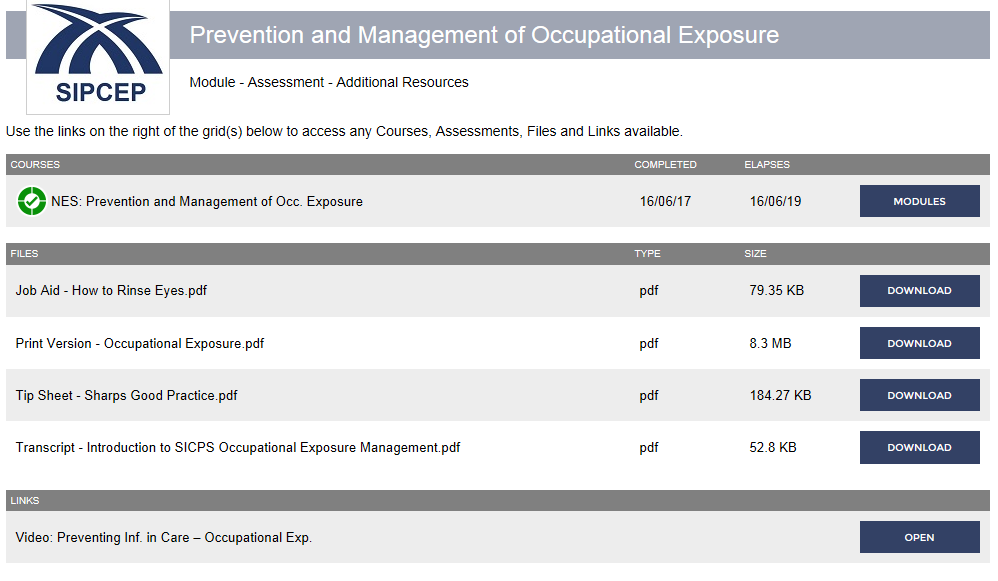 Prevention and Management of Occupational Exposure
SIPCEP
Module - Assessment - Additional Resources
Use the links on the right of the grid(s) below to access any Courses, Assessments, Files and Links available.
COURSES COMPLETED ELAPSES
NES: Prevention and Management of Occ. Exposure 16/06/17 16/06/19 MODULES
FILES TYPE SIZE
Job Aid - How to Rinse Eyes.pdf pdf 79.35 KB DOWNLOAD
Print Version - Occupational Exposure.pdf pdf 8.3 MB DOWNLOAD
Tip Sheet - Sharps Good Practice.pdf pdf 184.27 KB DOWNLOAD
Transcript - Introduction to SICPS Occupational Exposure Management.pdf pdf 52.8 KB DOWNLOAD
LINKS
Video: Preventing Inf. in Care – Occupational Exp. OPEN